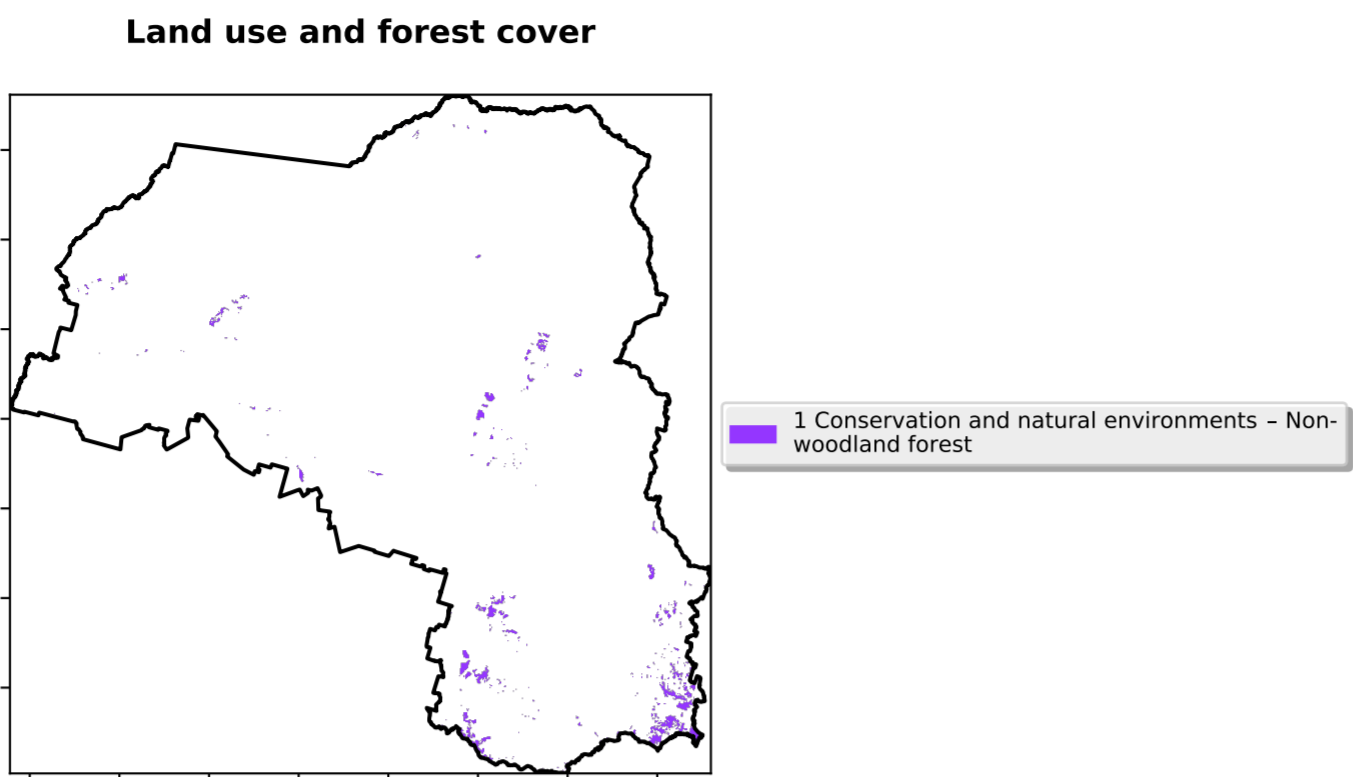 Land use and forest cover
1 Conservation and natural environments – Non-
woodland forest